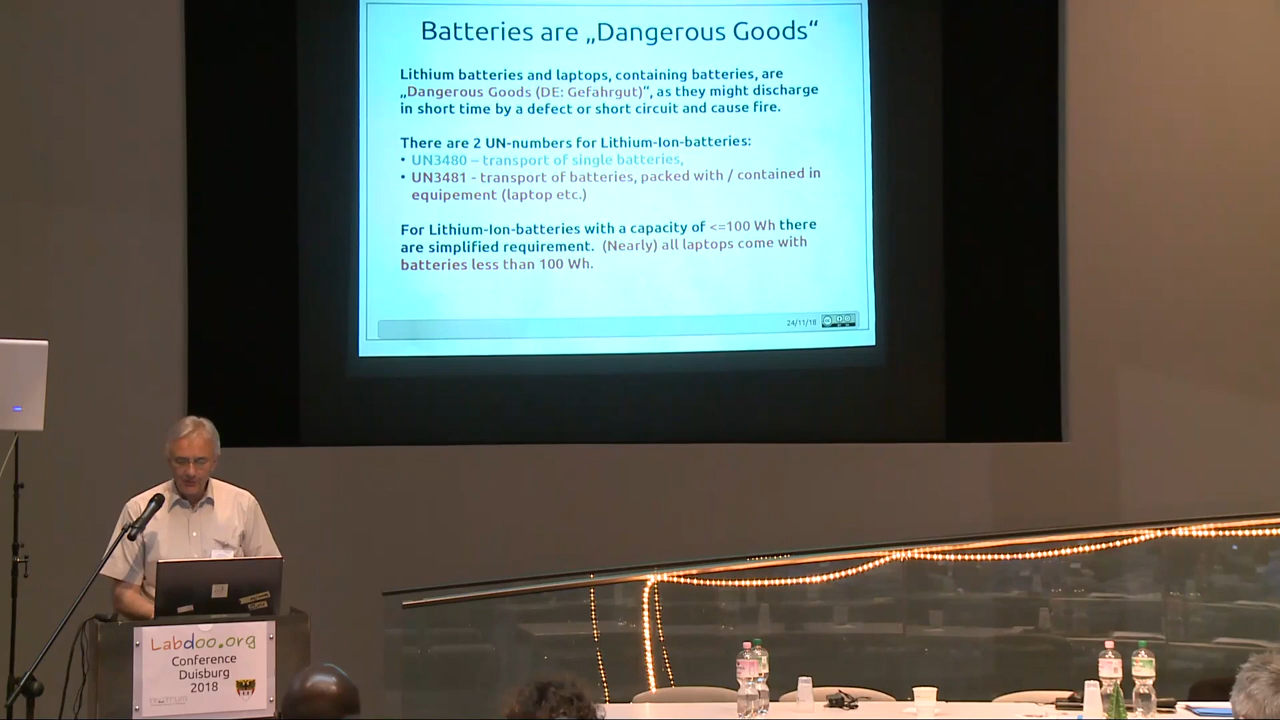 Batteries are „Dangerous Goods“
Lithium batteries and laptops, containing batteries, are
„Dangerous Goods (DE: Gefahrgut)“, as they might discharge
in short time by a defect or short circuit and cause fire.
There are 2 UN-numbers for Lithium-Ion-batteries:
• UN3480 – transport of single batteries,
• UN3481 - transport of batteries, packed with / contained in
equipement (laptop etc.)
For Lithium-Ion-batteries with a capacity of <=100 Wh there
are simplified requirement. (Nearly) all laptops come with
batteries less than 100 Wh.
24/11/18
Labdoo.org
Conference
Duisburg
2018